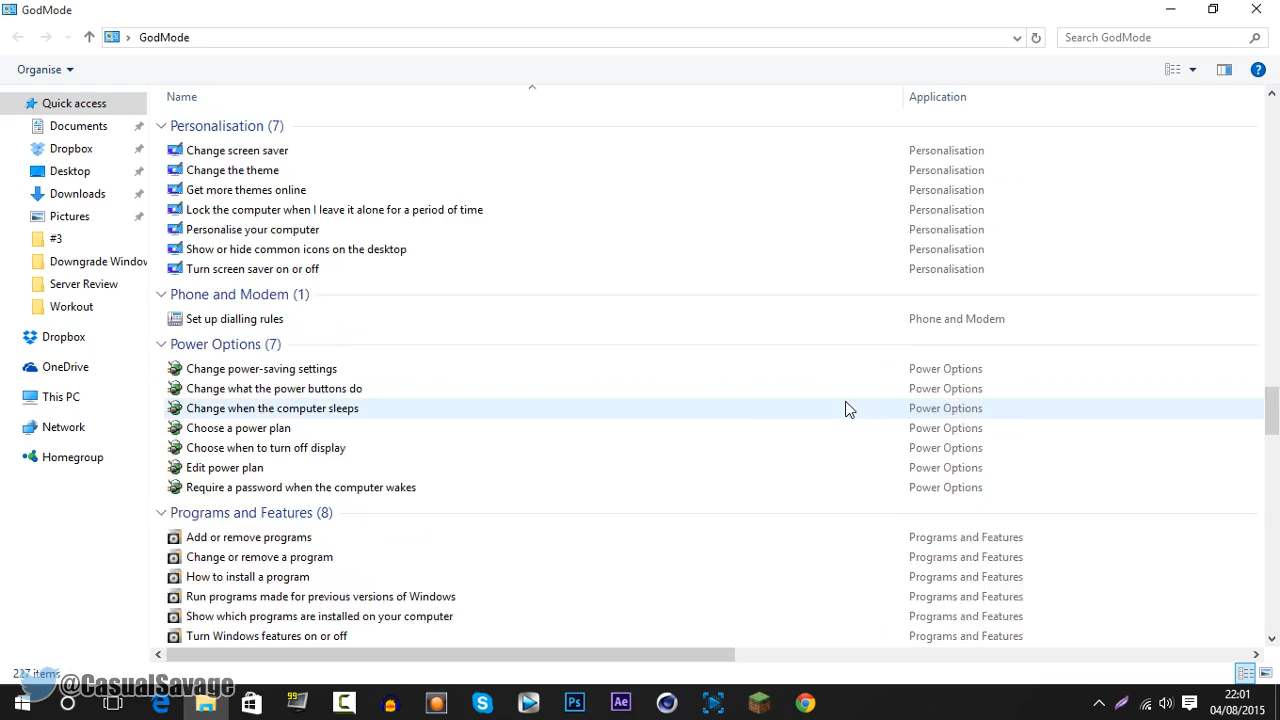 GodMode
GodMode
Search GodMode
Organise
Name
Application
Quick access
Documents
Dropbox
Desktop
Downloads
Pictures
#3
Downgrade Window
Server Review
Workout
Dropbox
OneDrive
This PC
Network
Homegroup
Personalisation (7)
Change screen saver Personalisation
Change the theme Personalisation
Get more themes online Personalisation
Lock the computer when I leave it alone for a period of time Personalisation
Personalise your computer Personalisation
Show or hide common icons on the desktop Personalisation
Turn screen saver on or off Personalisation
Phone and Modem (1)
Set up dialling rules Phone and Modem
Power Options (7)
Change power-saving settings Power Options
Change what the power buttons do Power Options
Change when the computer sleeps Power Options
Choose a power plan Power Options
Choose when to turn off display Power Options
Edit power plan Power Options
Require a password when the computer wakes Power Options
Programs and Features (8)
Add or remove programs Programs and Features
Change or remove a program Programs and Features
How to install a program Programs and Features
Run programs made for previous versions of Windows Programs and Features
Show which programs are installed on your computer Programs and Features
Turn Windows features on or off Programs and Features
227 items
@CasualSavage
99
Ps
Ae
22:01
04/08/2015